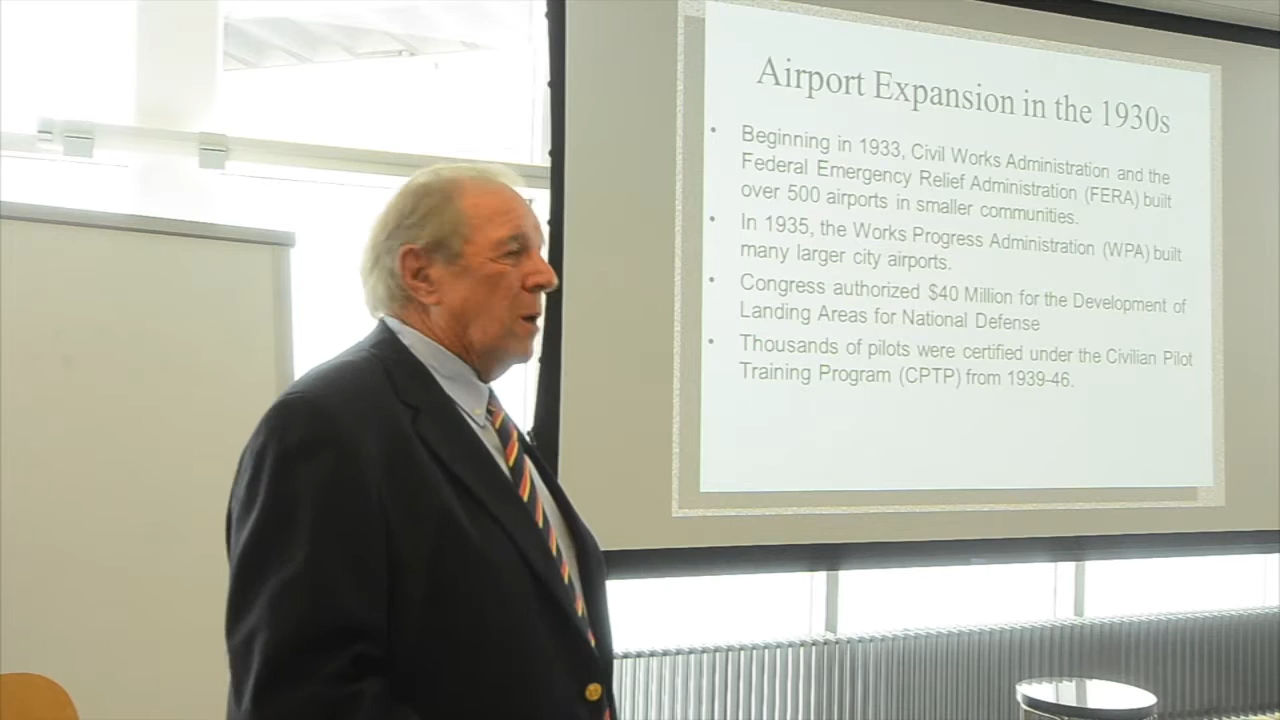 Airport Expansion in the 1930s
• Beginning in 1933, Civil Works Administration and the
Federal Emergency Relief Administration (FERA) built
over 500 airports in smaller communities.
• In 1935, the Works Progress Administration (WPA) built
many larger city airports.
• Congress authorized $40 Million for the Development of
Landing Areas for National Defense
• Thousands of pilots were certified under the Civilian Pilot
Training Program (CPTP) from 1939-46.